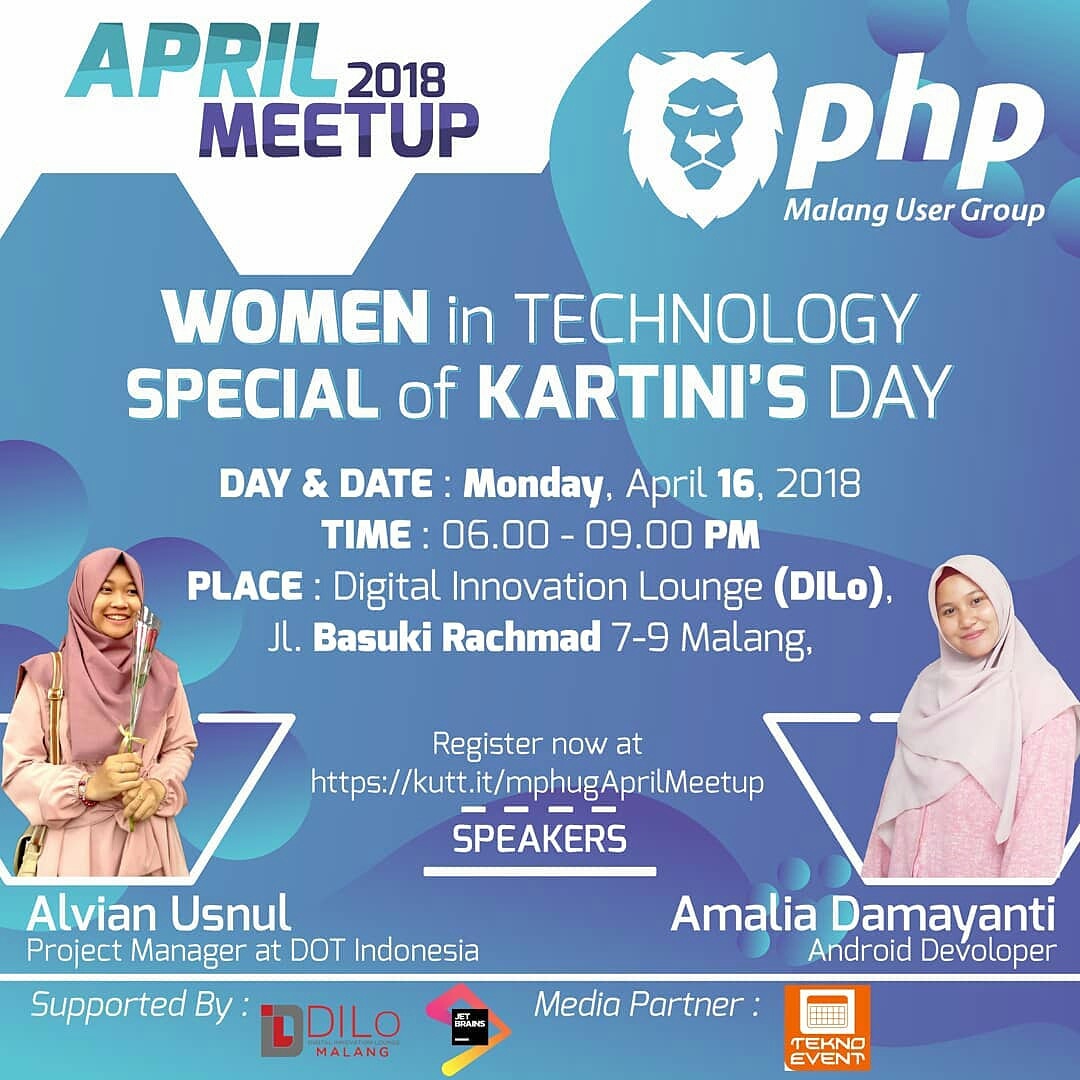 APRIL 2018
MEETUP
php
Malang User Group
WOMEN in TECHNOLOGY
SPECIAL of KARTINI'S DAY
DAY & DATE : Monday, April 16, 2018
TIME : 06.00 - 09.00 PM
PLACE : Digital Innovation Lounge (DILo),
Jl. Basuki Rachmad 7-9 Malang,
Register now at
https://kutt.it/mphugAprilMeetup
SPEAKERS
Alvian Usnul
Project Manager at DOT Indonesia
Amalia Damayanti
Android Devoloper
Supported By :
DILo
DIGITAL INNOVATION LOUNGE
MALANG
JET
BRAINS
Media Partner :
TEKNO
EVENT